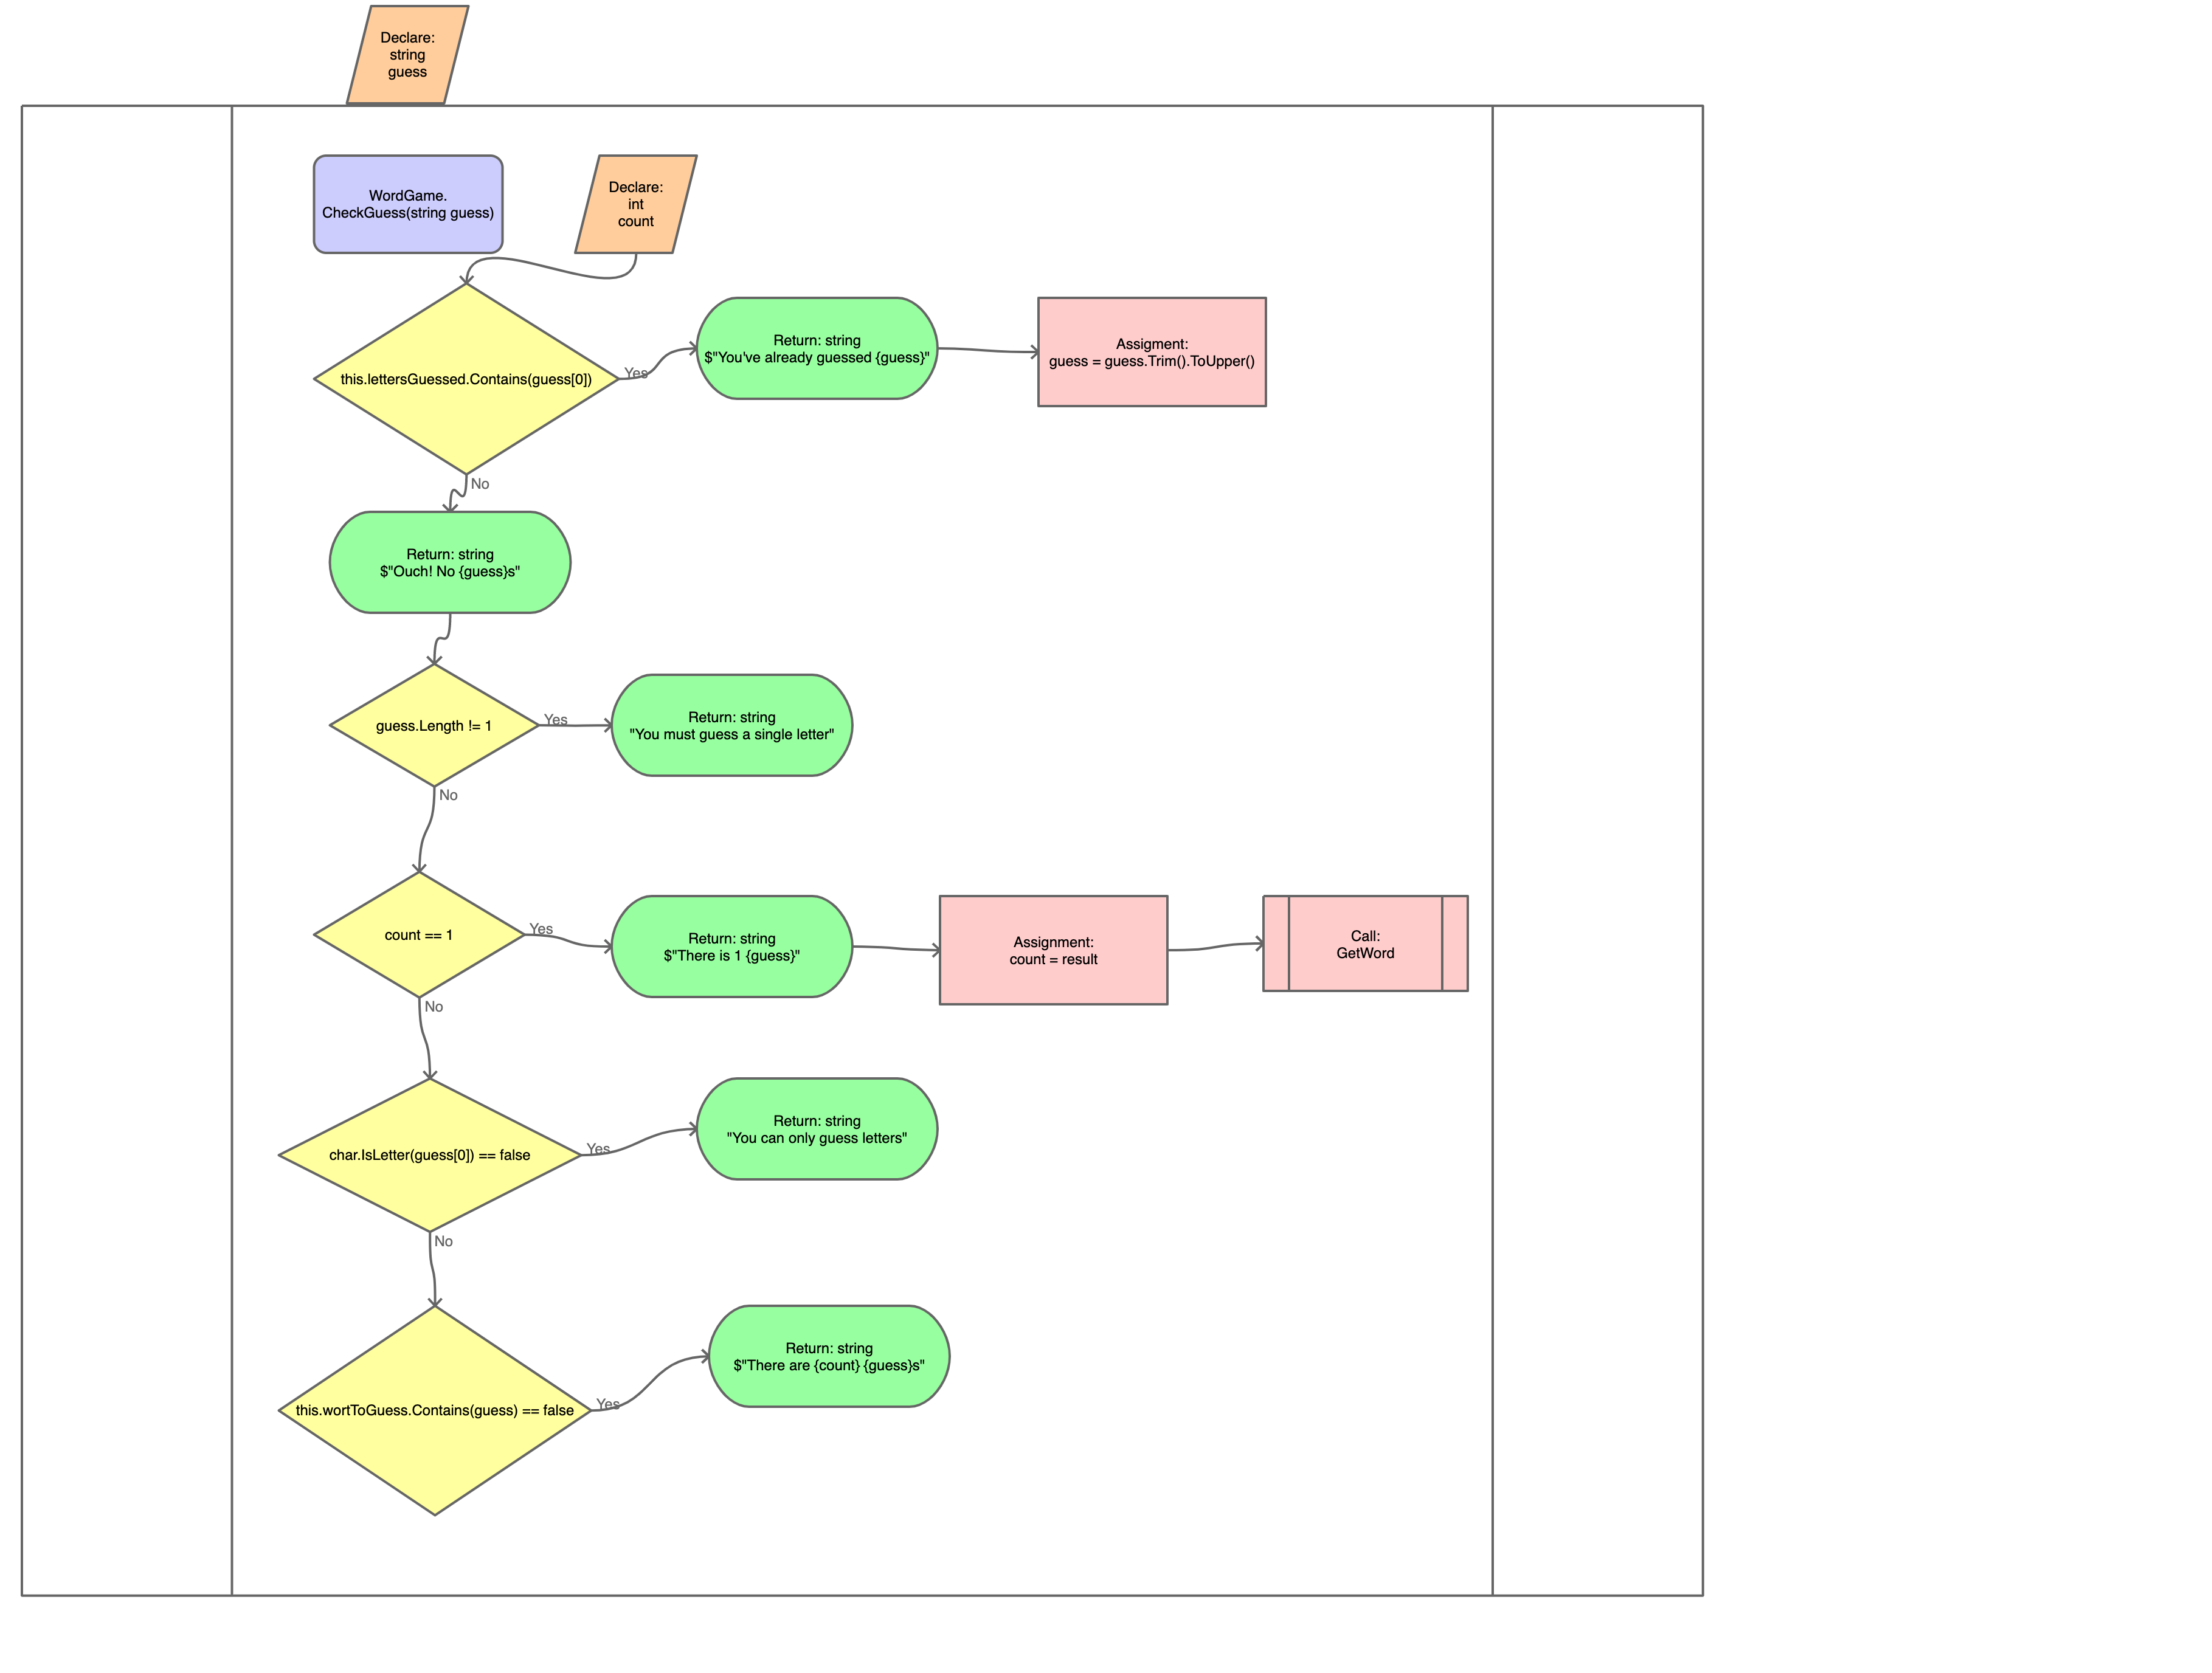 Declare:
string
guess
WordGame.
CheckGuess(string guess)
Declare:
int
count
this.lettersGuessed.Contains(guess[0])
Yes
Return: string
$"You've already guessed {guess}"
Assigment:
guess = guess.Trim().ToUpper()
No
Return: string
$"Ouch! No {guess}s"
guess.Length != 1
Yes
Return: string
"You must guess a single letter"
No
count == 1
Yes
Return: string
$"There is 1 {guess}"
Assignment:
count = result
Call:
GetWord
No
char.IsLetter(guess[0]) == false
Yes
Return: string
"You can only guess letters"
No
this.wortToGuess.Contains(guess) == false
Yes
Return: string
$"There are {count} {guess}s"